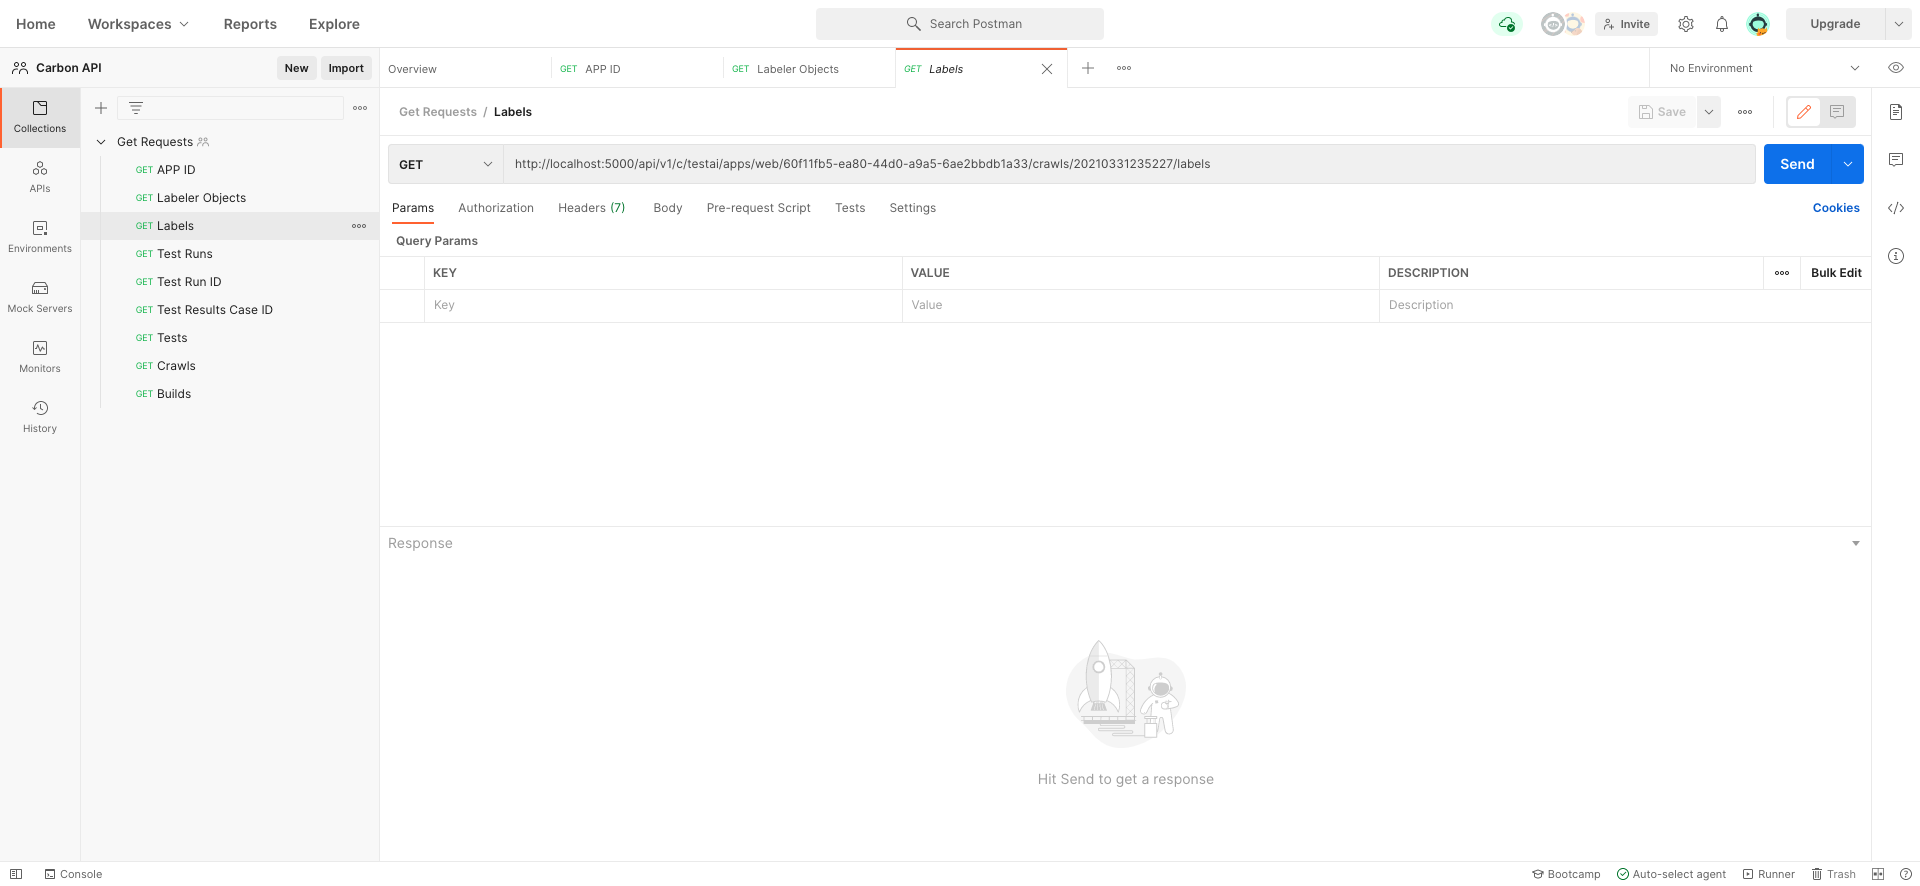 Home Workspaces Reports Explore Search Postman Invite Upgrade
Carbon API New Import Overview GET APP ID GET Labeler Objects GET Labels No Environment
Collections
APIs
Environments
Mock Servers
Monitors
History
Get Requests
GET APP ID
GET Labeler Objects
GET Labels
GET Test Runs
GET Test Run ID
GET Test Results Case ID
GET Tests
GET Crawls
GET Builds
Get Requests / Labels Save
GET http://localhost:5000/api/v1/c/testai/apps/web/60f11fb5-ea80-44d0-a9a5-6ae2bbdb1a33/crawls/20210331235227/labels Send
Params Authorization Headers (7) Body Pre-request Script Tests Settings Cookies
Query Params
KEY VALUE DESCRIPTION Bulk Edit
Key Value Description
Response
Hit Send to get a response
Console Bootcamp Auto-select agent Runner Trash